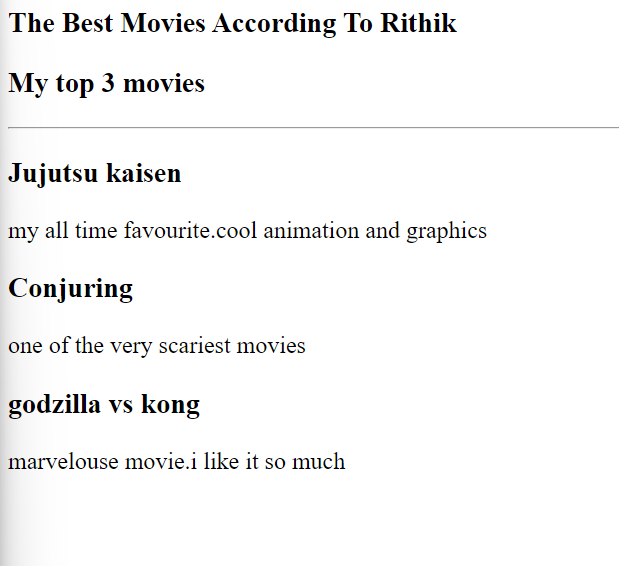 The Best Movies According To Rithik
My top 3 movies
Jujutsu kaisen
my all time favourite.cool animation and graphics
Conjuring
one of the very scariest movies
godzilla vs kong
marvelouse movie.i like it so much